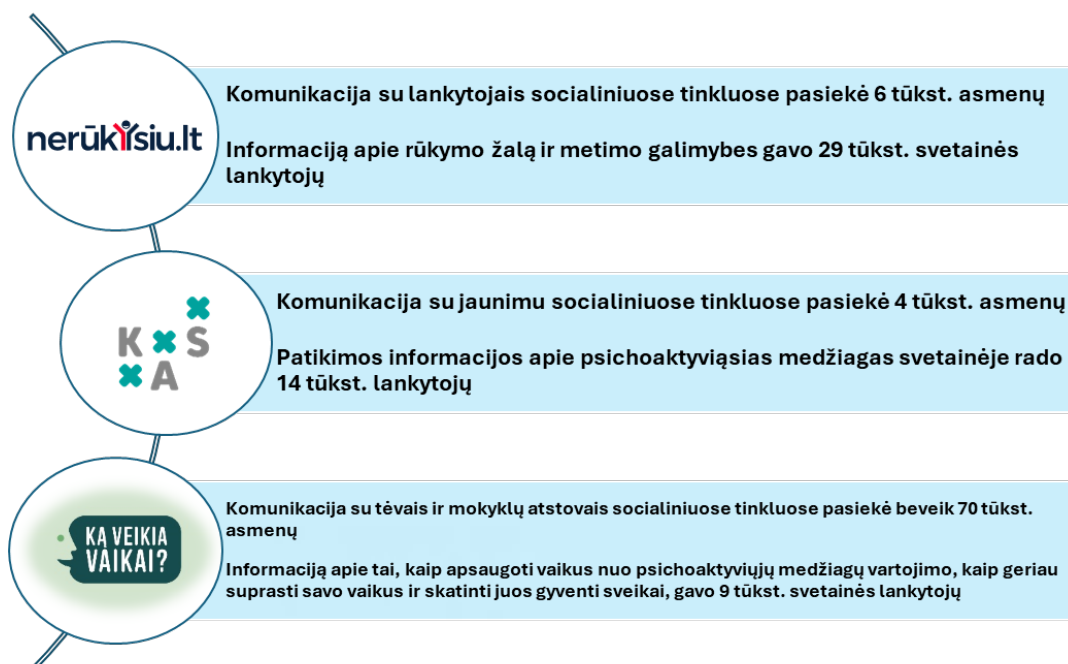 nerūkysiu.lt
Komunikacija su lankytojais socialiniuose tinkluose pasiekė 6 tūkst. asmenų
Informaciją apie rūkymo žalą ir metimo galimybes gavo 29 tūkst. svetainės
lankytojų
K S
A
Komunikacija su jaunimu socialiniuose tinkluose pasiekė 4 tūkst. asmenų
Patikimos informacijos apie psichoaktyviąsias medžiagas svetainėje rado
14 tūkst. lankytojų
KĄ VEIKIA
VAIKAI?
Komunikacija su tėvais ir mokyklų atstovais socialiniuose tinkluose pasiekė beveik 70 tūkst.
asmenų
Informaciją apie tai, kaip apsaugoti vaikus nuo psichoaktyviųjų medžiagų vartojimo, kaip geriau
suprasti savo vaikus ir skatinti juos gyventi sveikai, gavo 9 tūkst. svetainės lankytojų